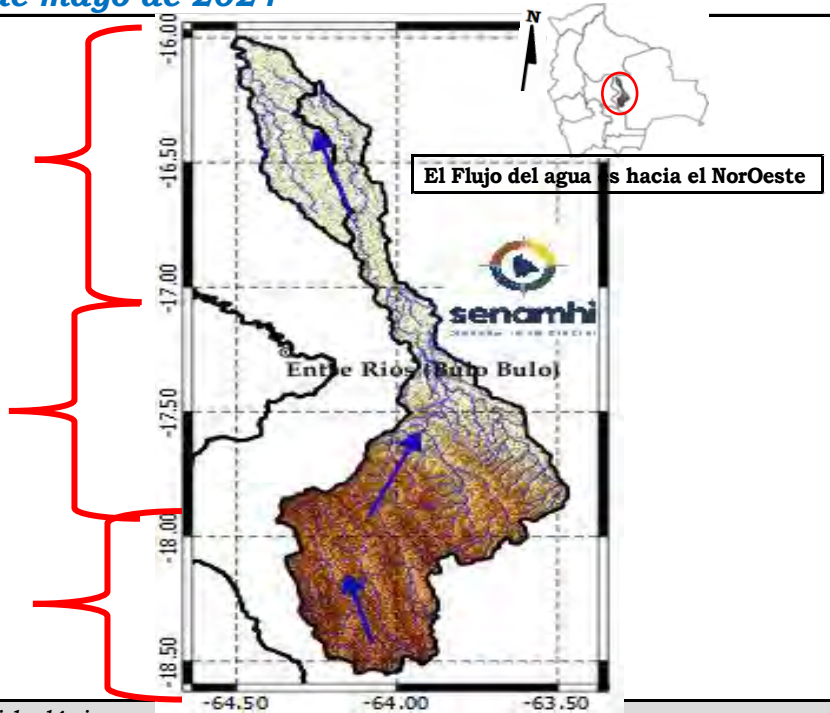 de mayo de 2024
N
El Flujo del agua es hacia el NorOeste
-16.00
-16.50
-17.00
-17.50
-18.00
-18.50
senamhi
Entre Rios (Bulo Bulo)
-64.50
-64.00
-63.50